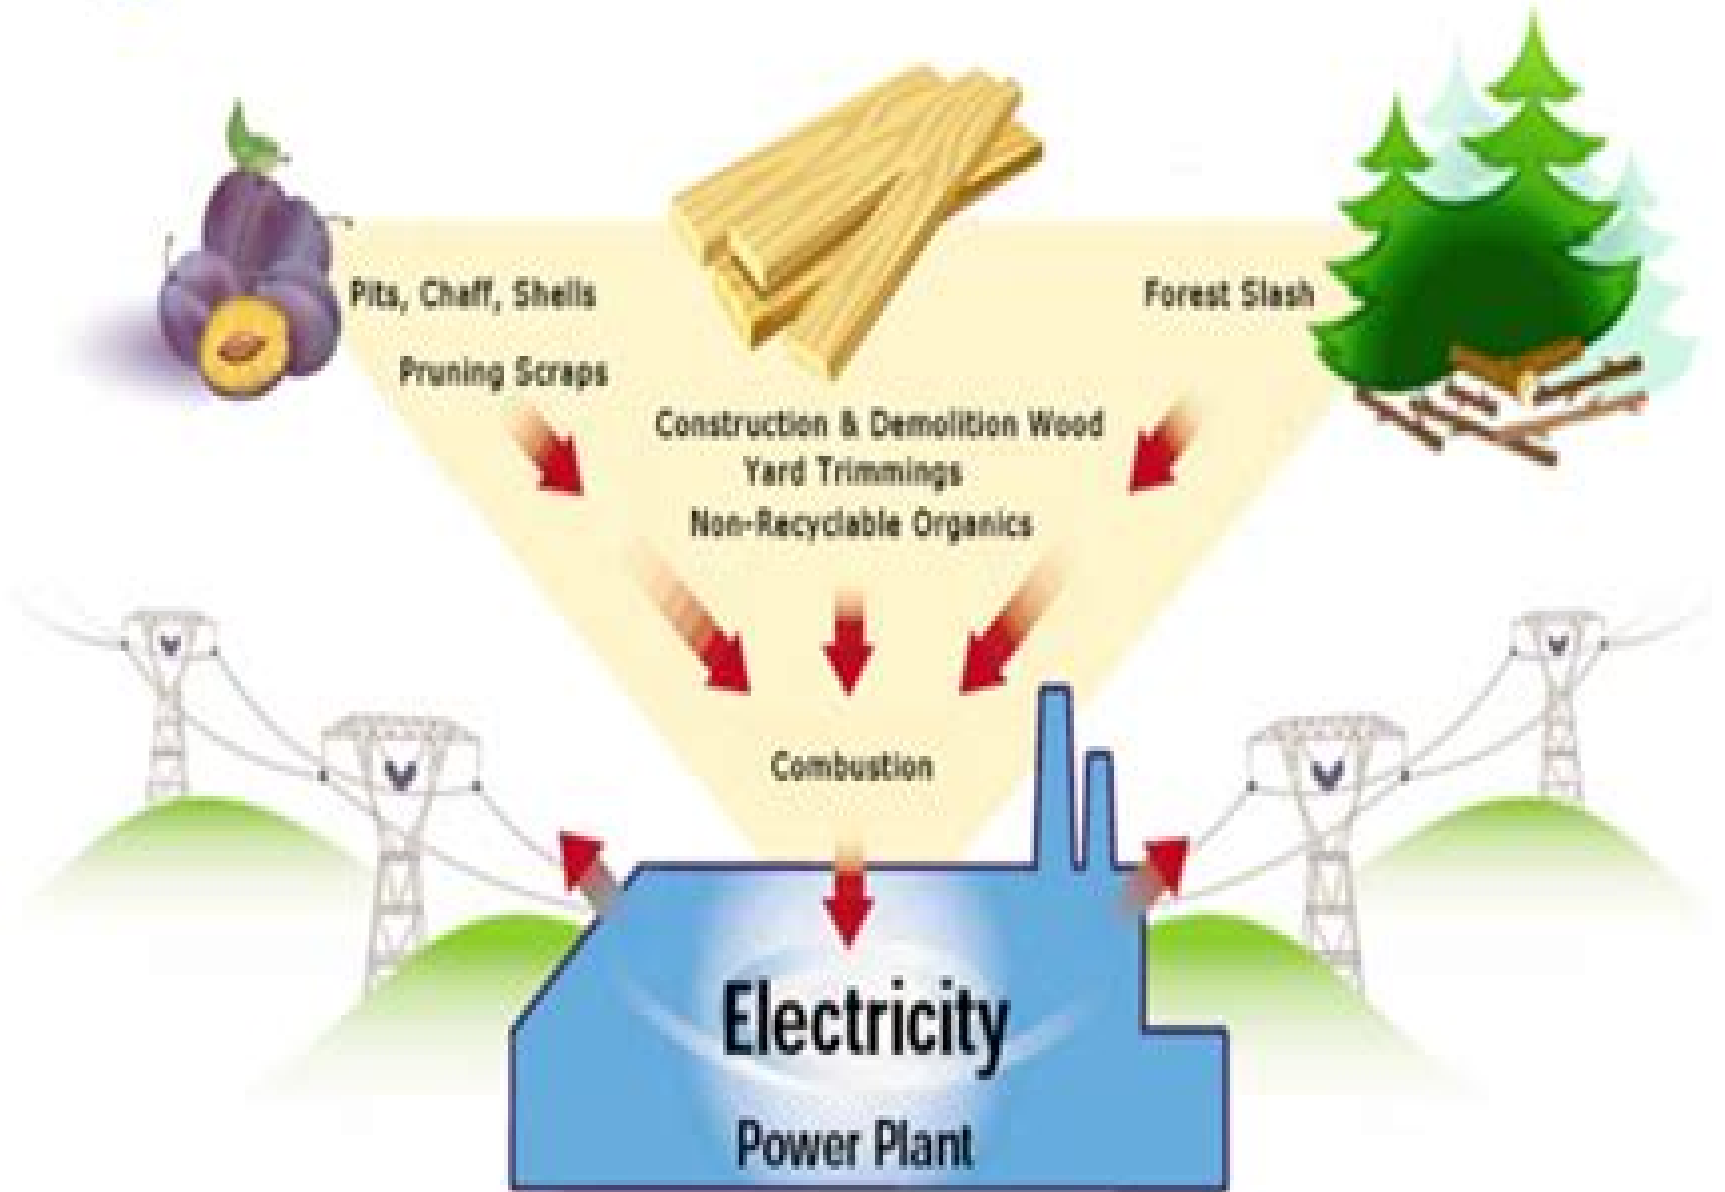 Pits, Chaff, Shells
Forest Slash
Pruning Scraps
Construction & Demolition Wood
Yard Trimmings
Non-Recyclable Organics
Combustion
Electricity
Power Plant